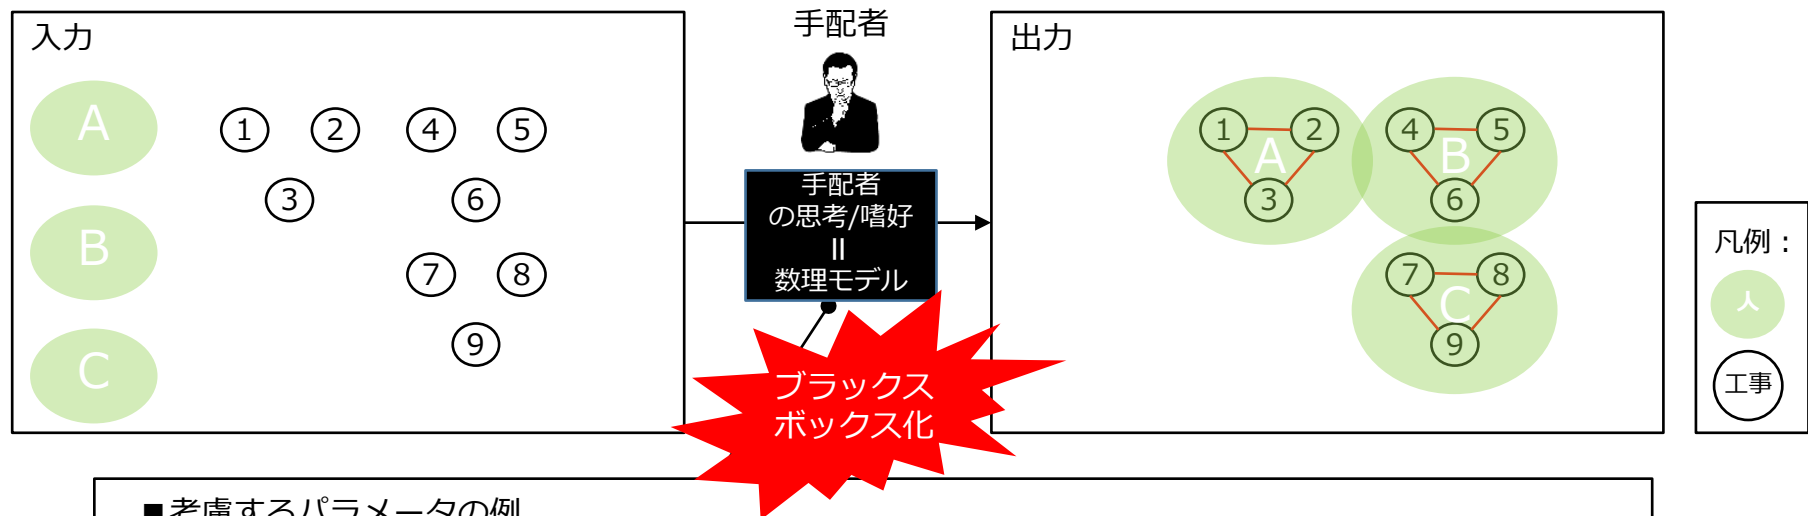 入力
A
B
C
1 2 4 5
3 6
7 8
9
手配者
手配者
の思考/嗜好
=
数理モデル
ブラックス
ボックス化
出力
1 2 4 5
A B
3 6
7 8
C
9
凡例：
人
工事
■考慮するパラメータの例